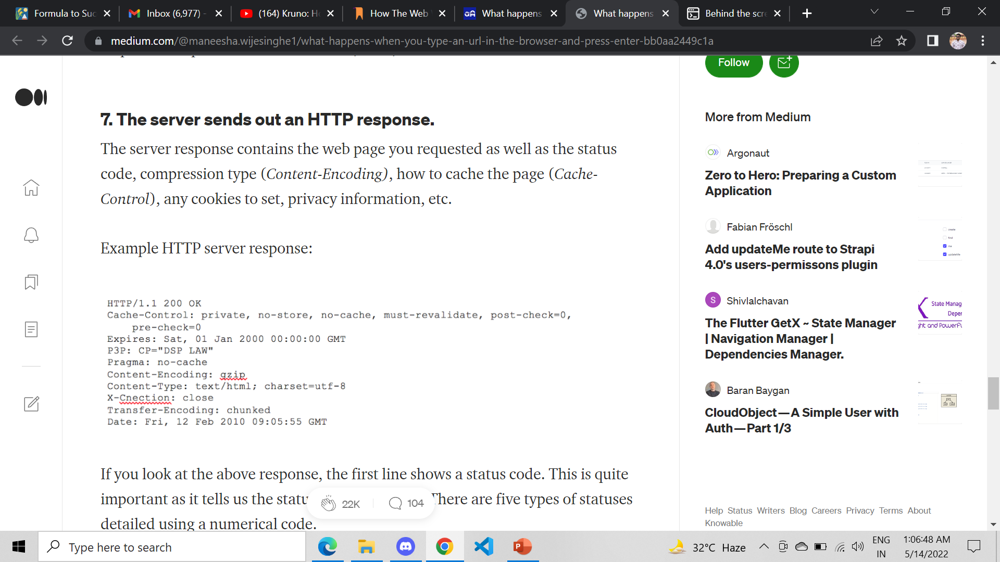 Formula to Suc
Inbox (6,977) -
(164) Kruno: Ho
How The Web
What happens
What happens
Behind the scre
medium.com/@maneesha.wijesinghe1/what-happens-when-you-type-an-url-in-the-browser-and-press-enter-bb0aa2449c1a
Follow
7. The server sends out an HTTP response.
The server response contains the web page you requested as well as the status
code, compression type (Content-Encoding), how to cache the page (Cache-
Control), any cookies to set, privacy information, etc.
Example HTTP server response:
HTTP/1.1 200 OK
Cache-Control: private, no-store, no-cache, must-revalidate, post-check=0,
pre-check=0
Expires: Sat, 01 Jan 2000 00:00:00 GMT
P3P: CP="DSP LAW"
Pragma: no-cache
Content-Encoding: gzip
Content-Type: text/html; charset=utf-8
X-Cnection: close
Transfer-Encoding: chunked
Date: Fri, 12 Feb 2010 09:05:55 GMT
If you look at the above response, the first line shows a status code. This is quite
important as it tells us the statu There are five types of statuses
detailed using a numerical code.
22K
104
More from Medium
Argonaut
Zero to Hero: Preparing a Custom
Application
Fabian Fröschl
Add updateMe route to Strapi
4.0's users-permissons plugin
create
find
me
updateMe
S
Shivlalchavan
The Flutter GetX ~ State Manager
| Navigation Manager |
Dependencies Manager.
State Manag
Deper
ght and Powerfu
Baran Baygan
CloudObject — A Simple User with
Auth — Part 1/3
Help Status Writers Blog Careers Privacy Terms About
Knowable
Type here to search
32°C Haze
ENG
IN
1:06:48 AM
5/14/2022